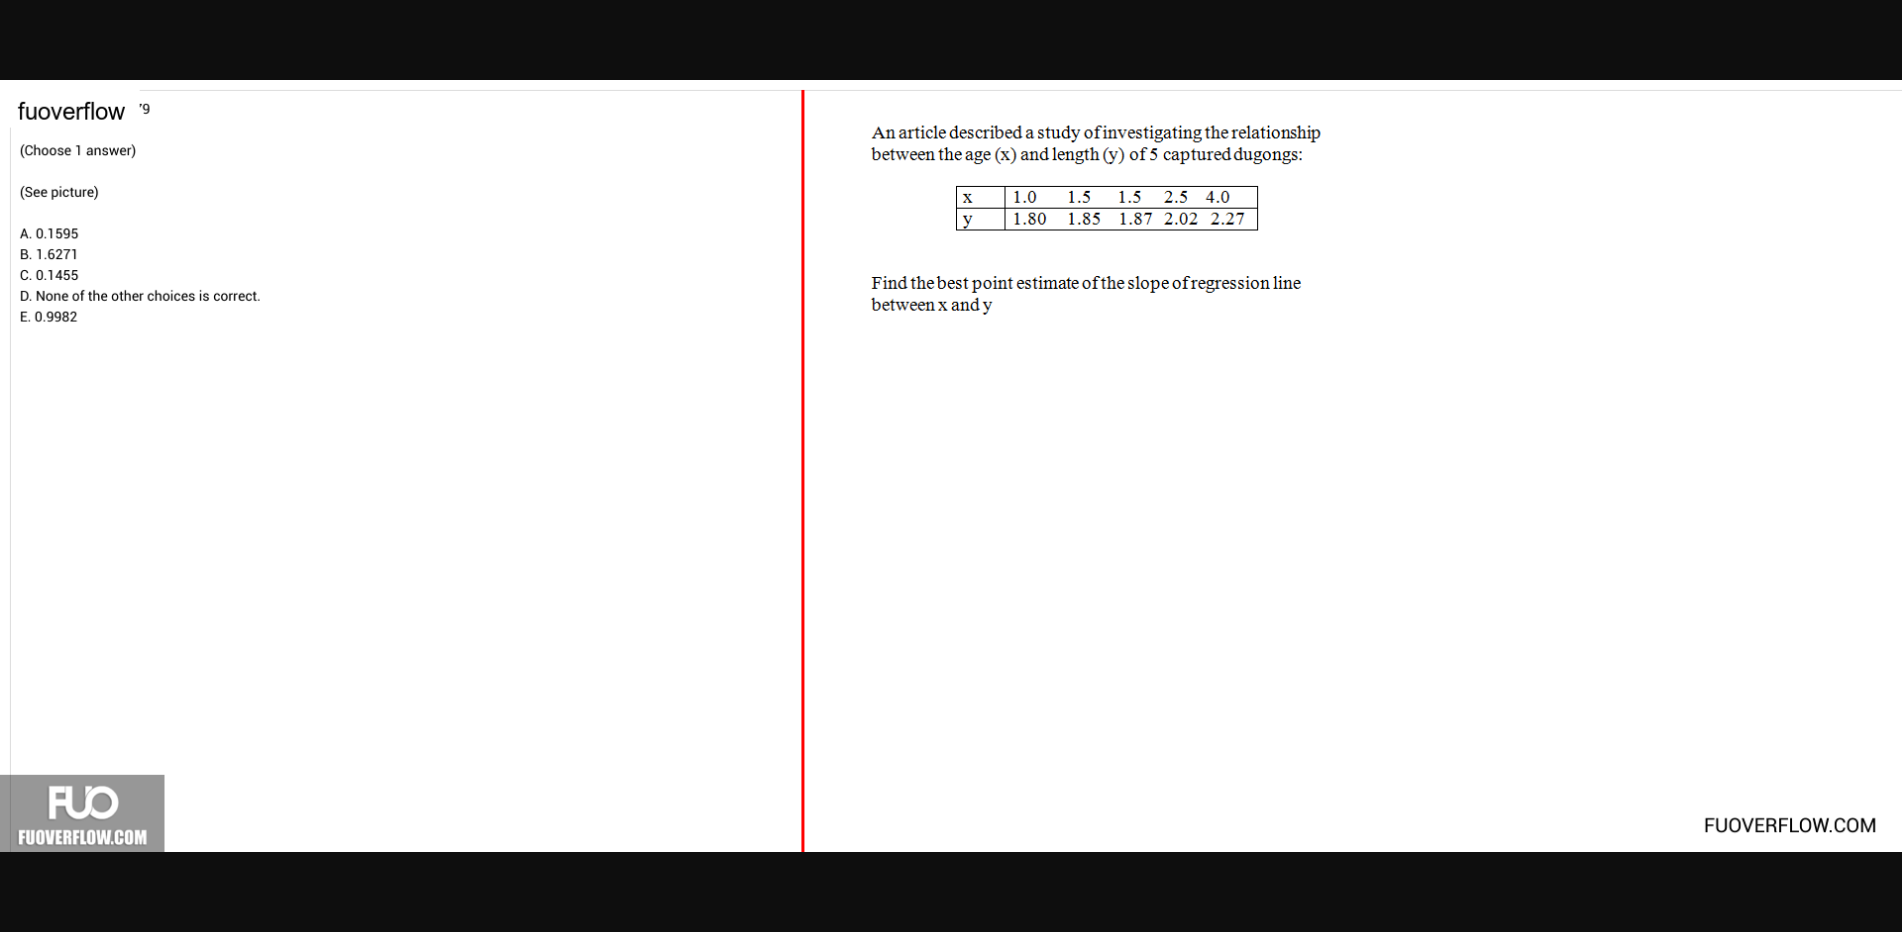 fuoverflow '9
(Choose 1 answer)
(See picture)
A. 0.1595
B. 1.6271
C. 0.1455
D. None of the other choices is correct.
E. 0.9982
An article described a study of investigating the relationship
between the age (x) and length (y) of 5 captured dugongs:
x 1.0 1.5 1.5 2.5 4.0
y 1.80 1.85 1.87 2.02 2.27
Find the best point estimate of the slope of regression line
between x and y
FUO
FUOVERFLOW.COM
FUOVERFLOW.COM